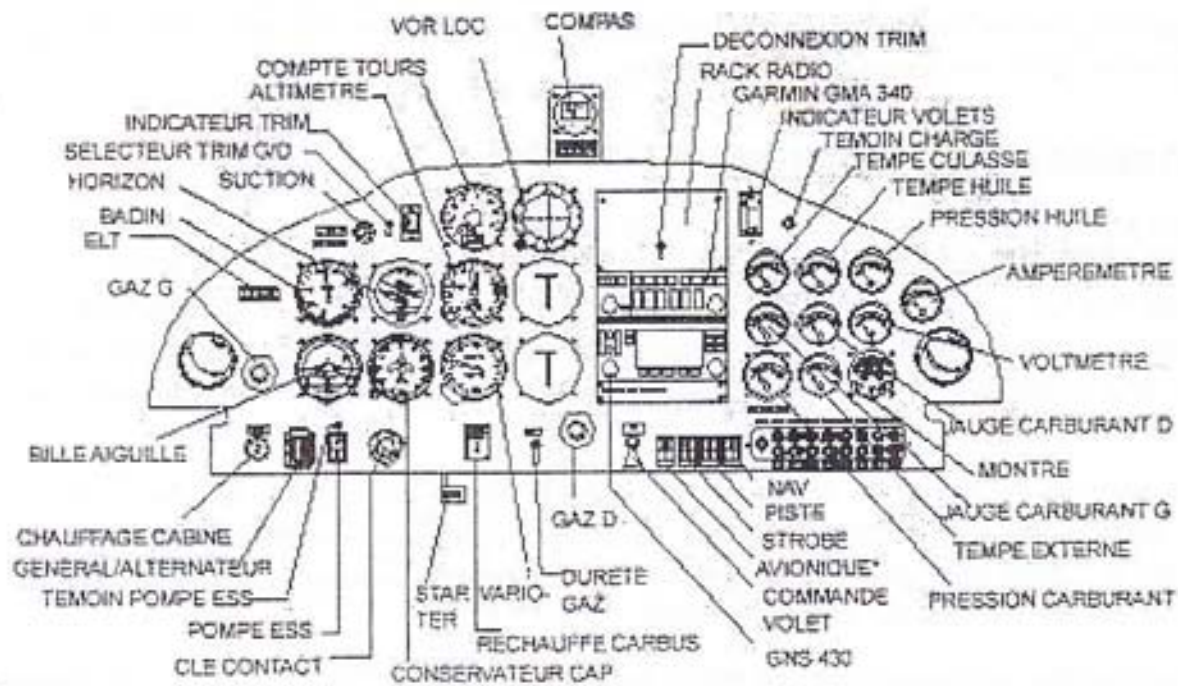 VOR LOC
COMPAS
DECONNEXION TRIM
COMPTE TOURS
RACK RADIO
ALTIMETRE
GARMIN GMA 340
INDICATEUR TRIM
INDICATEUR VOLETS
SELECTEUR TRIM G/D
TEMOIN CHARGE
HORIZON
SUCTION
TEMPE CULASSE
BADIN
TEMPE HUILE
ELT
PRESSION HUILE
GAZ G
AMPEREMETRE
VOLTMETRE
BILLE AIGUILLE
JAUGE CARBURANT D
MONTRE
CHAUFFAGE CABINE
GAZ D
NAV
PISTE
JAUGE CARBURANT G
GENERAL/ALTERNATEUR
STROBE
TEMPE EXTERNE
TEMOIN POMPE ESS
STAR
TER
VARIO-
DURETE
GAZ
AVIONIQUE*
COMMANDE
VOLET
PRESSION CARBURANT
POMPE ESS
RECHAUFFE CARBUS
GNS 430
CLE CONTACT
CONSERVATEUR CAP